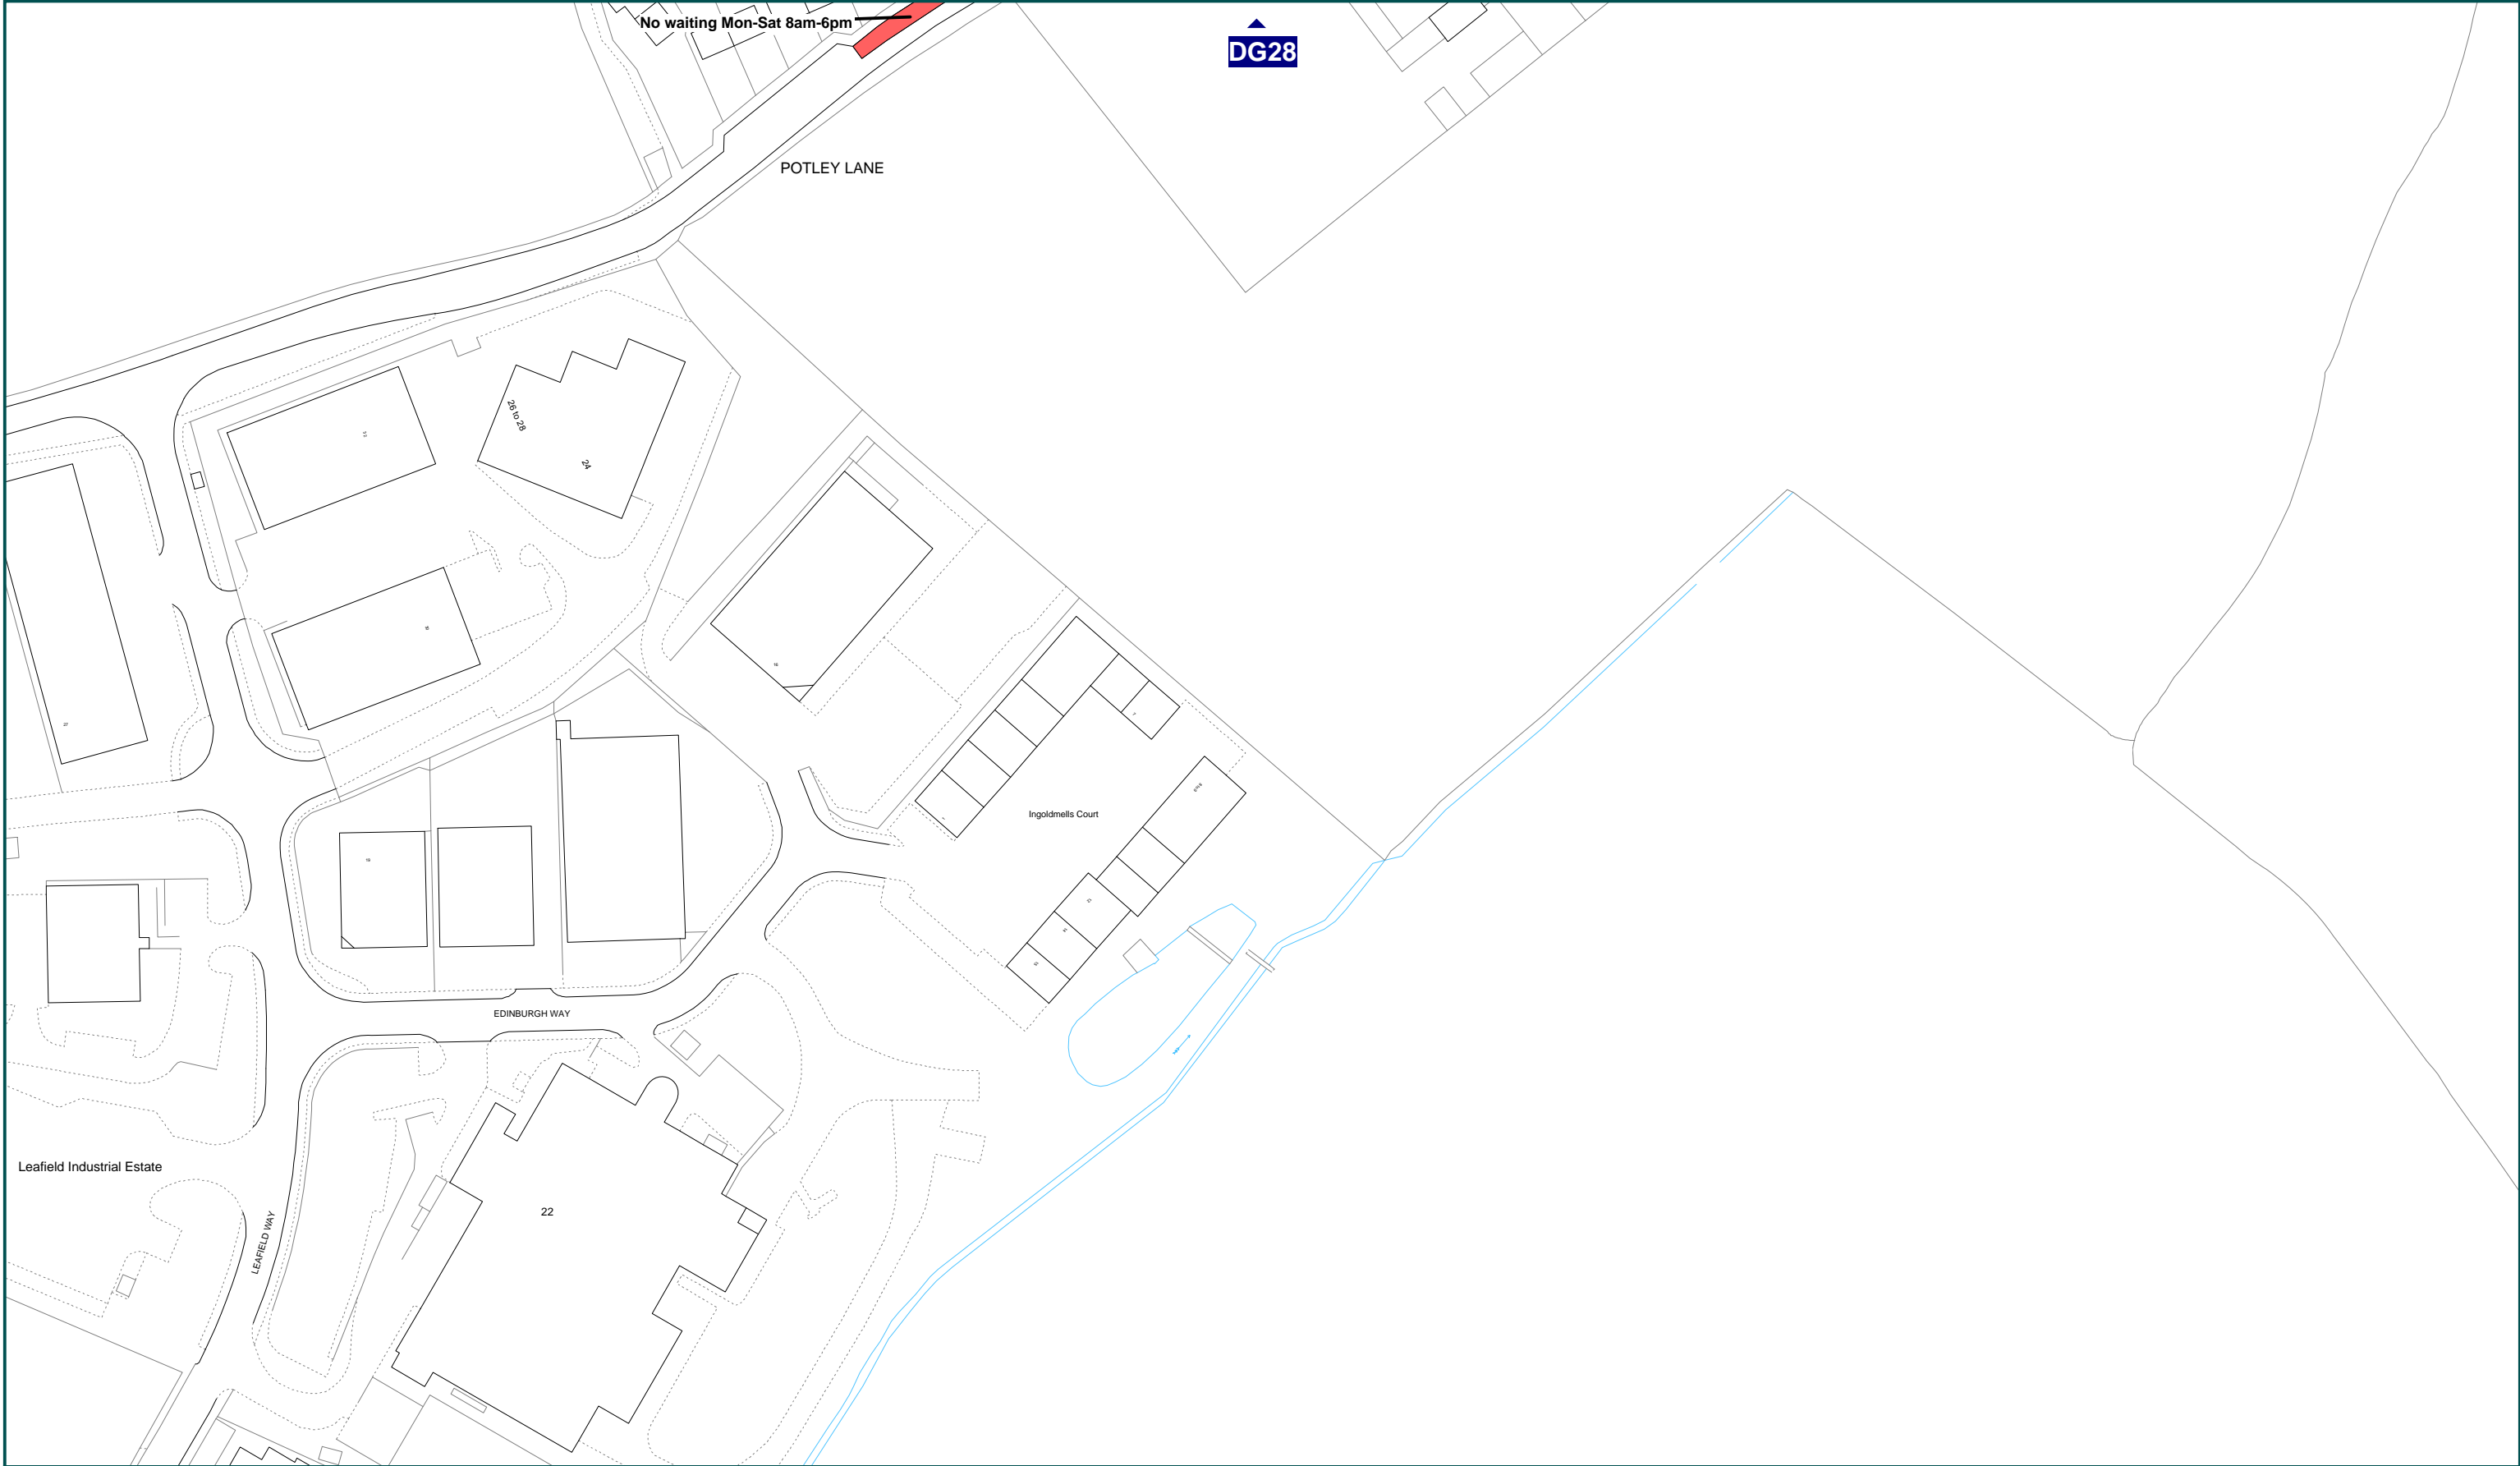 No waiting Mon-Sat 8am-6pm
DG28
POTLEY LANE
26 to 28
24
Ingoldmells Court
EDINBURGH WAY
Leafield Industrial Estate
22
LEAFIELD WAY